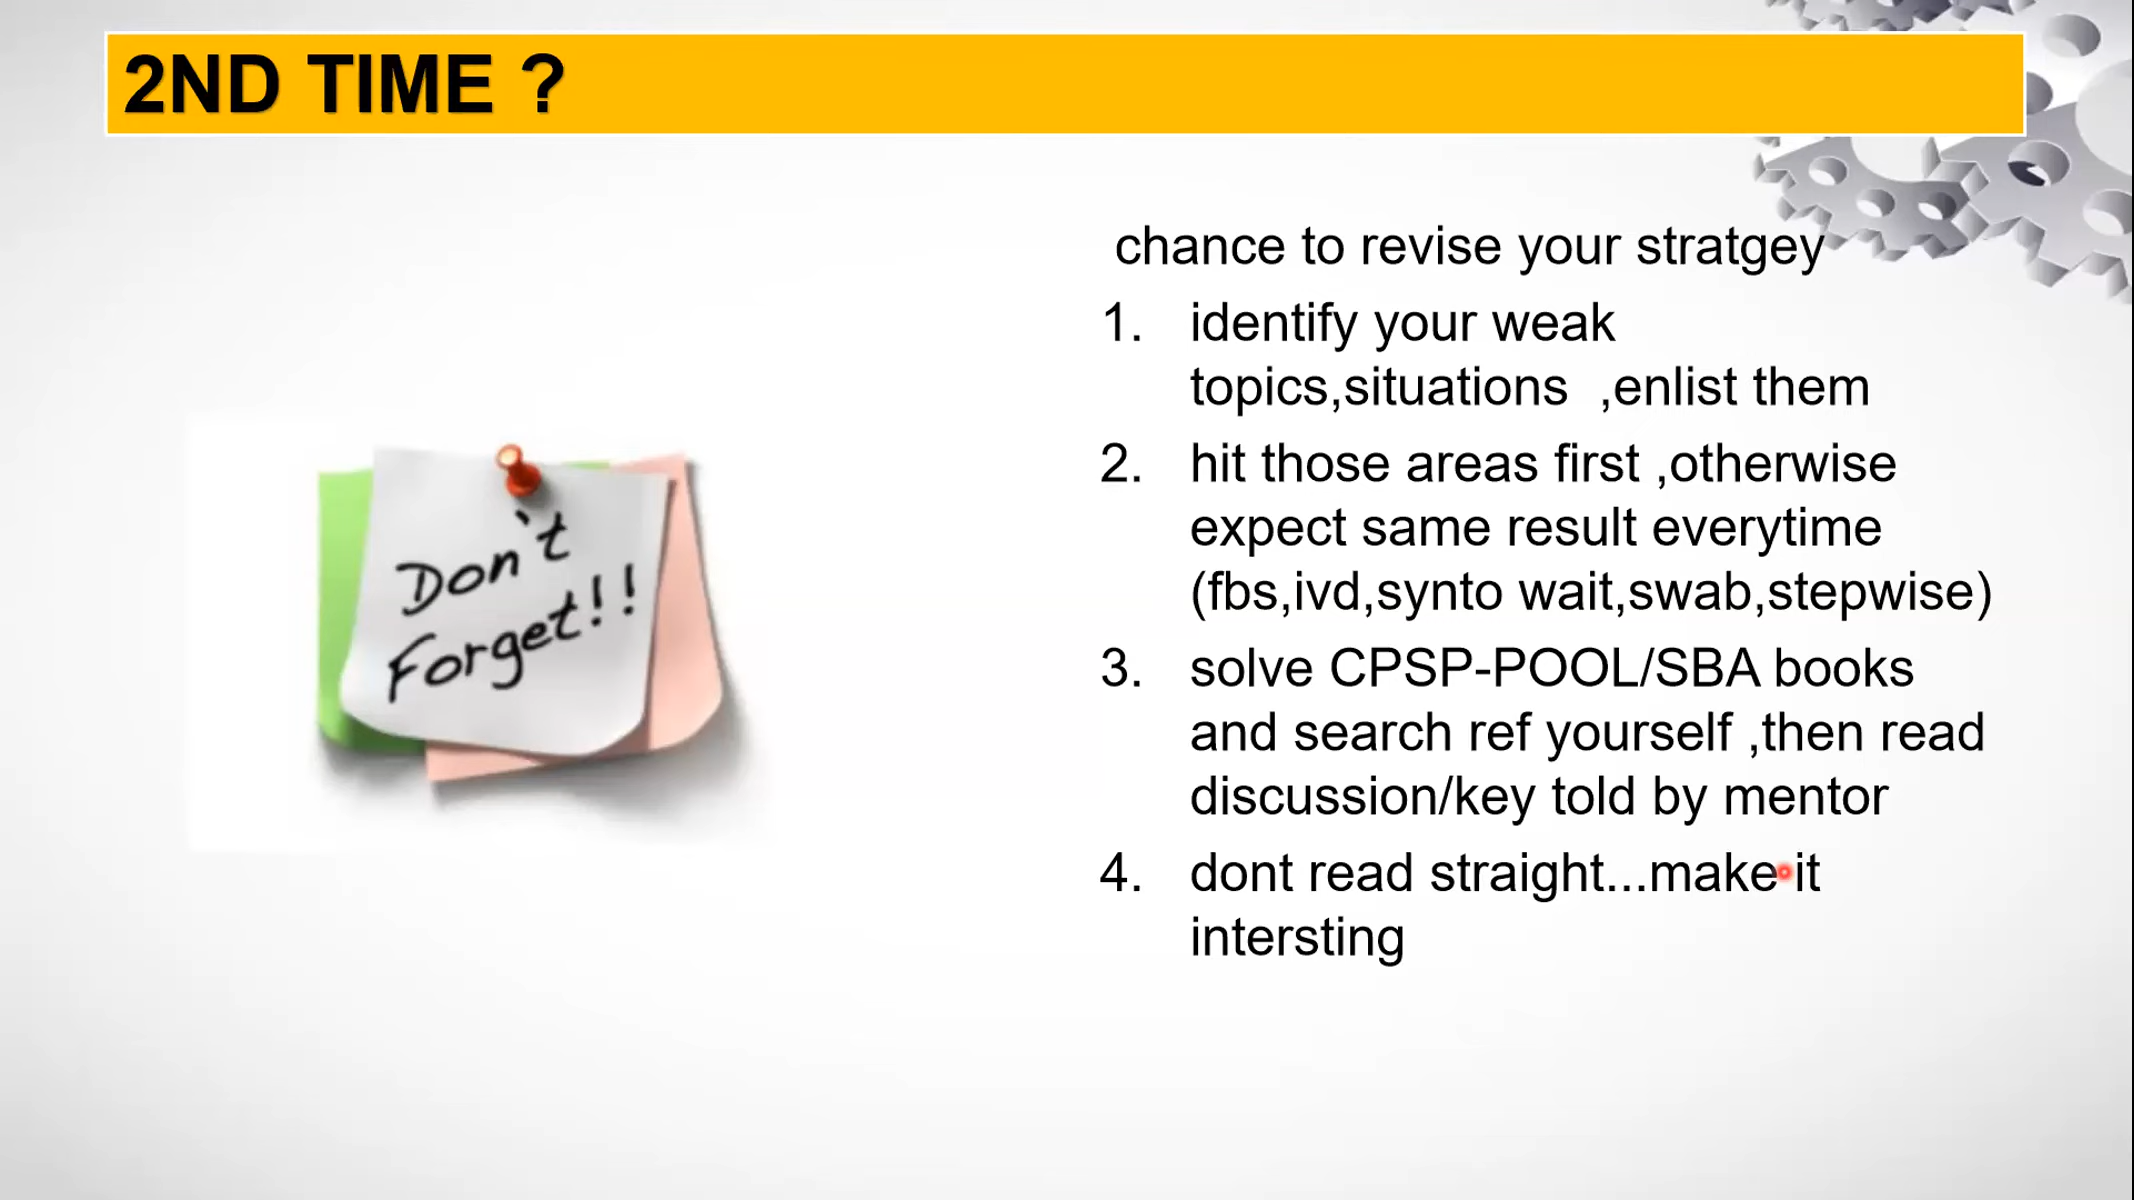 2ND TIME ?
Don't
Forget!!
chance to revise your stratgey
1. identify your weak
topics,situations ,enlist them
2. hit those areas first ,otherwise
expect same result everytime
(fbs,ivd,synto wait,swab,stepwise)
3. solve CPSP-POOL/SBA books
and search ref yourself ,then read
discussion/key told by mentor
4. dont read straight...make it
intersting